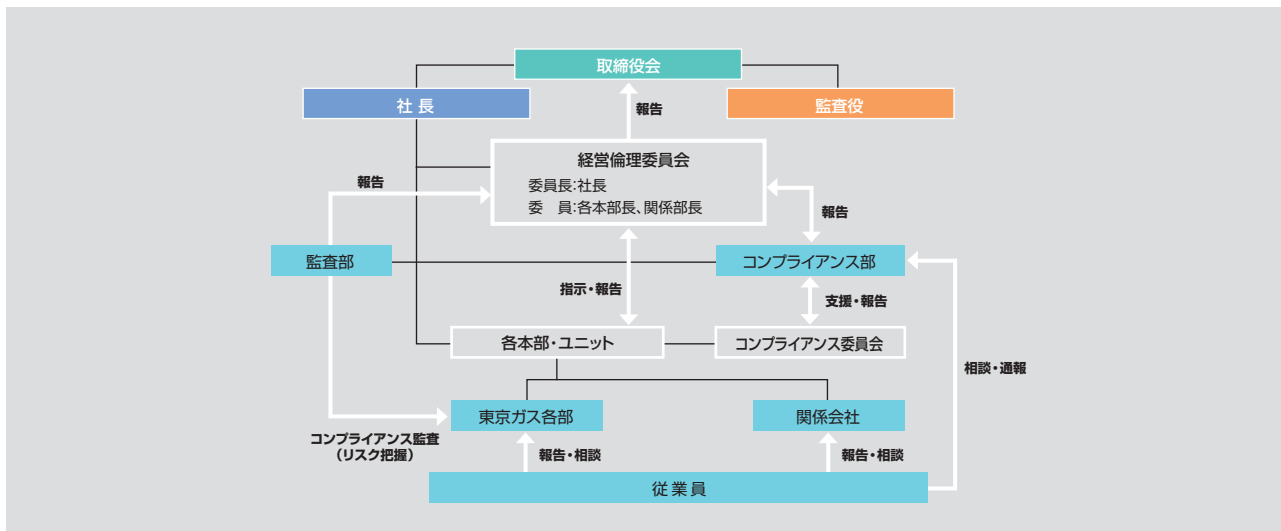 取締役会
社 長
監査役
報告
経営倫理委員会
委員長:社長
委　員:各本部長、関係部長
報告
報告
監査部
コンプライアンス部
指示・報告
支援・報告
各本部・ユニット
コンプライアンス委員会
相談・通報
東京ガス各部
関係会社
コンプライアンス監査
(リスク把握)
報告・相談
報告・相談
従 業 員